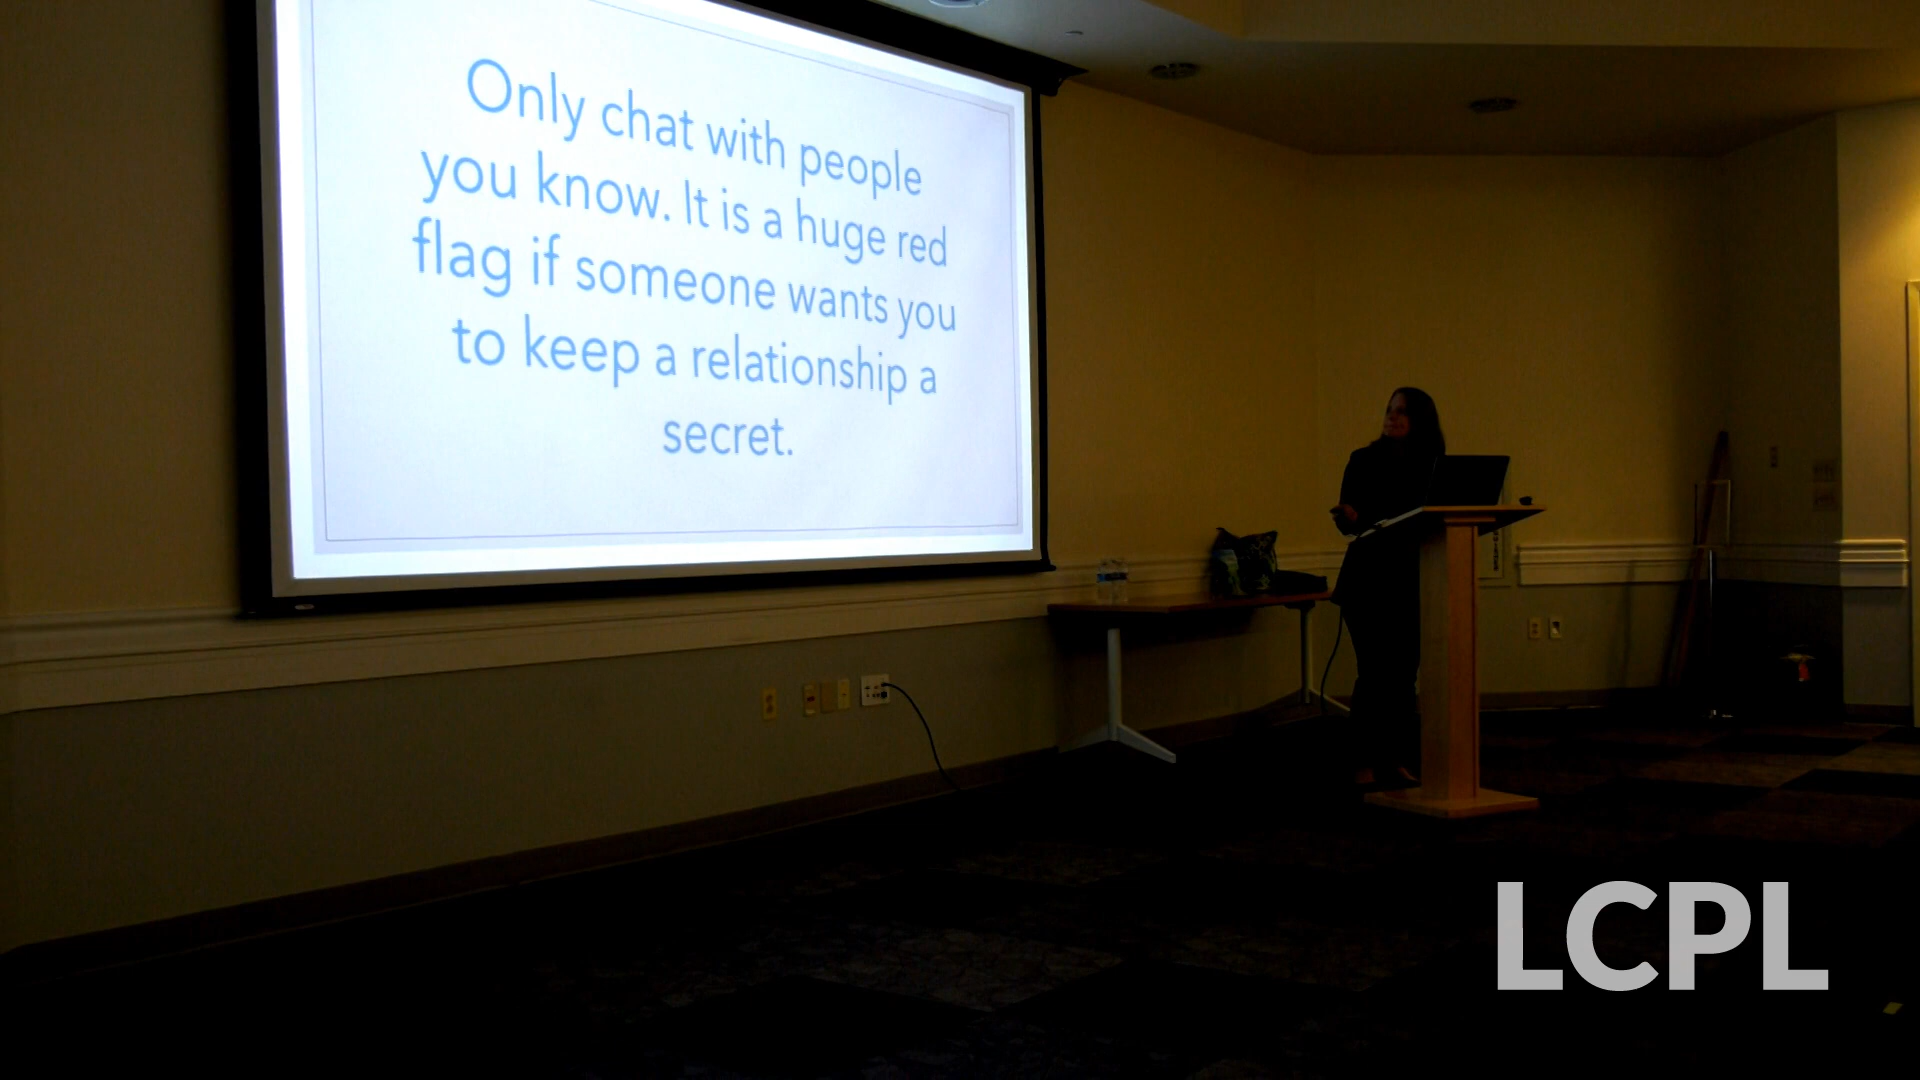 Only chat with people
you know. It is a huge red
flag if someone wants you
to keep a relationship a
secret.
LCPL